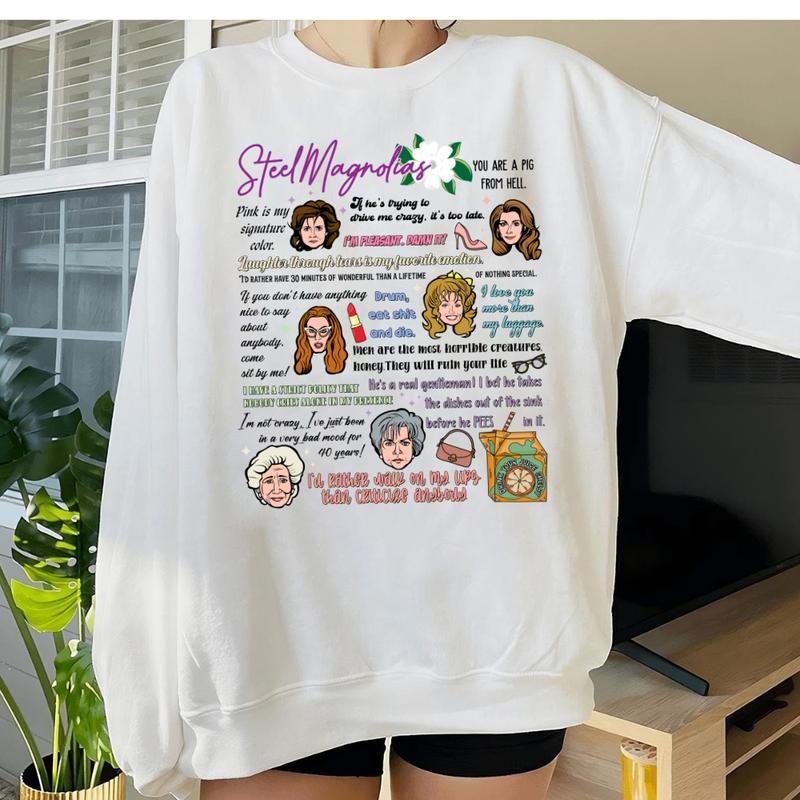 Steel Magnolias
YOU ARE A PIG
FROM HELL.
Pink is my
signature
color.
If he's trying to
drive me crazy, it's too late.
I'M PLEASANT, DAMN IT!
Laughter through tears is my favorite emotion.
"I'D RATHER HAVE 30 MINUTES OF WONDERFUL THAN A LIFETIME OF NOTHING SPECIAL.
If you don't have anything
nice to say
about
anybody,
come
sit by me!
Drum,
eat shit
and die.
I love you
more than
my luggage.
Men are the most horrible creatures,
honey. They will ruin your life
I HAVE A STRICT POLICY THAT
NOBODY CRIES ALONE IN MY PRESENCE
He's a real gentleman! I bet he takes
the dishes out of the sink
before he PEES in it.
I'm not crazy, I've just been
in a very bad mood for
40 years!
I'd rather walk on my lips
than criticize anybody
JUICE